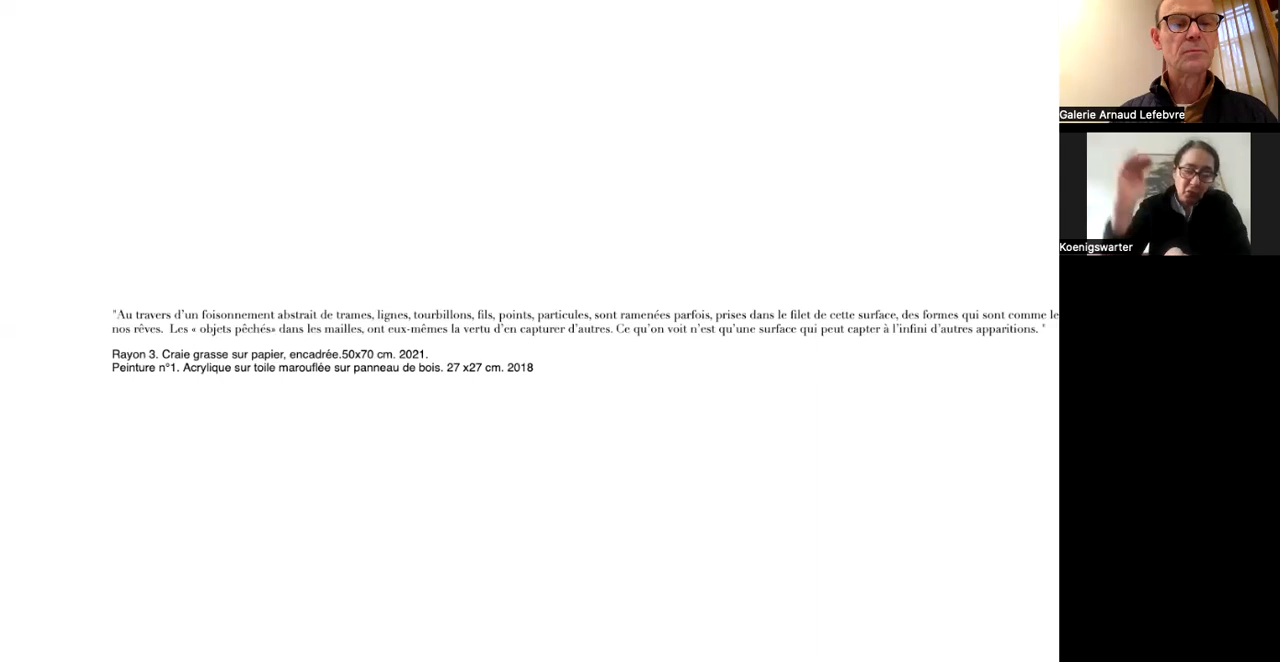 "Au travers d'un foisonnement abstrait de trames, lignes, tourbillons, fils, points, particules, sont ramenées parfois, prises dans le filet de cette surface, des formes qui sont comme le
nos rêves. Les « objets pêchés» dans les mailles, ont eux-mêmes la vertu d'en capturer d'autres. Ce qu'on voit n'est qu'une surface qui peut capter à l'infini d'autres apparitions. "
Rayon 3. Craie grasse sur papier, encadrée.50x70 cm. 2021.
Peinture n°1. Acrylique sur toile marouflée sur panneau de bois. 27 x27 cm. 2018
Galerie Arnaud Lefebvre
Koenigswarter